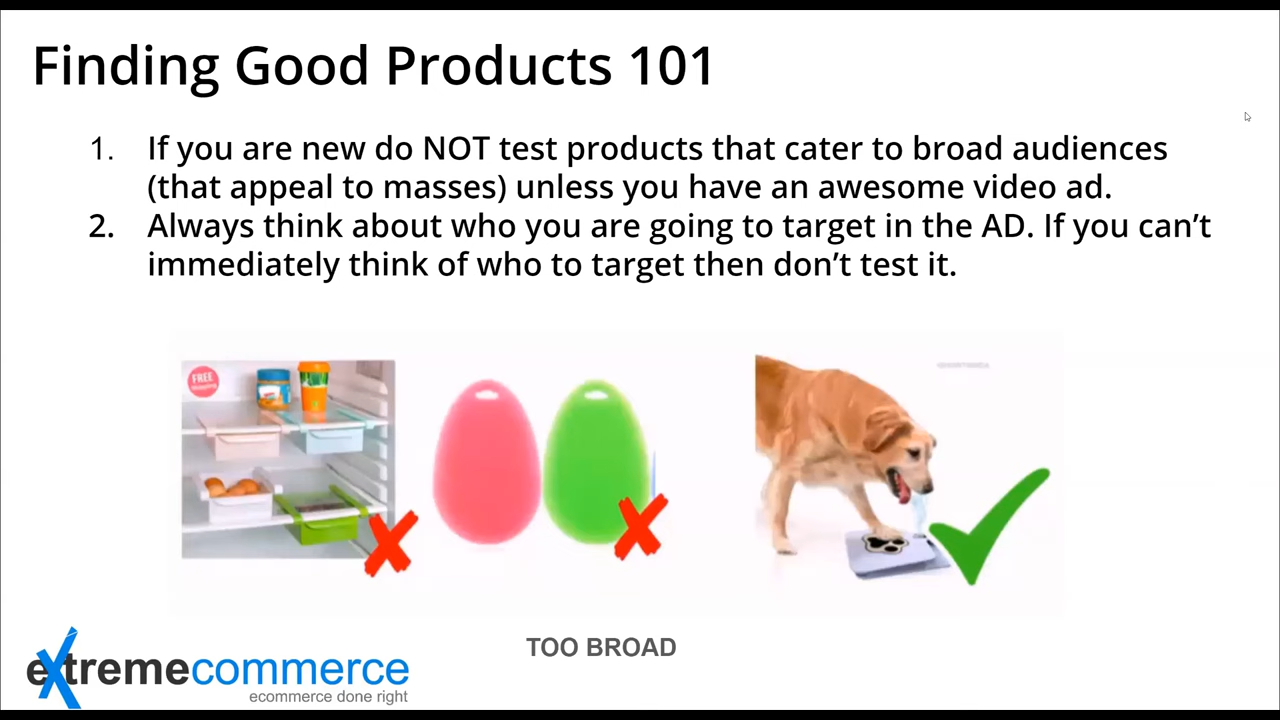 Finding Good Products 101
1. If you are new do NOT test products that cater to broad audiences
(that appeal to masses) unless you have an awesome video ad.
2. Always think about who you are going to target in the AD. If you can’t
immediately think of who to target then don’t test it.
FREE
TOO BROAD
extremecommerce
ecommerce done right